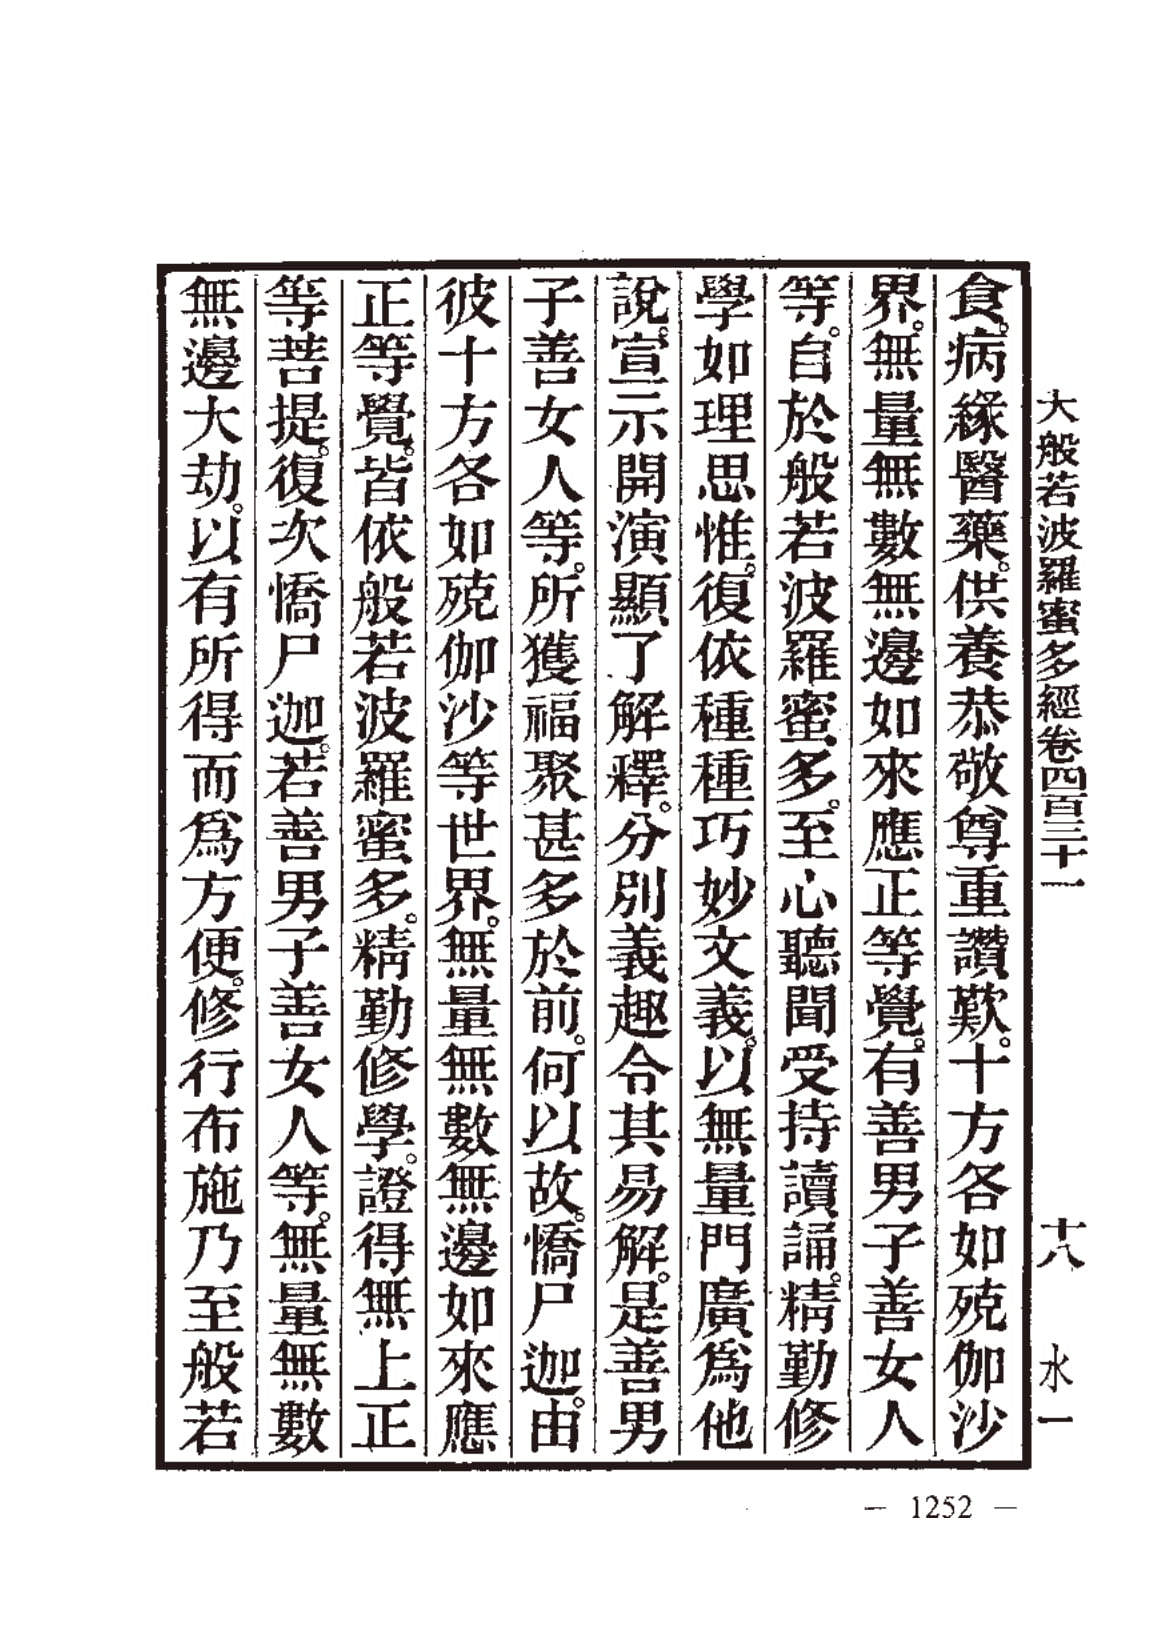 大般若波羅蜜多經卷四百三十一　十八　水一
食。病緣醫藥。供養恭敬尊重讚歎。十方各如殑伽沙
界。無量無數無邊如來應正等覺。有善男子善女人
等。自於般若波羅蜜多。至心聽聞受持讀誦。精勤修
學如理思惟。復依種種巧妙文義。以無量門廣爲他
說。宣示開演顯了解釋。分別義趣令其易解。是善男
子善女人等。所獲福聚甚多於前。何以故。憍尸迦。由
彼十方各如殑伽沙等世界。無量無數無邊如來應
正等覺。皆依般若波羅蜜多。精勤修學。證得無上正
等菩提。復次憍尸迦。若善男子善女人等。無量無數
無邊大劫。以有所得而爲方便。修行布施乃至般若
— 1252 —